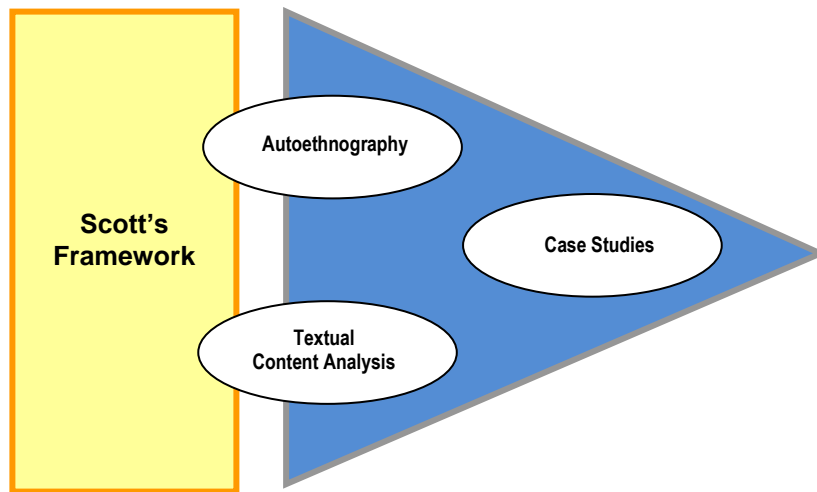 Scott’s
Framework
Autoethnography
Case Studies
Textual
Content Analysis